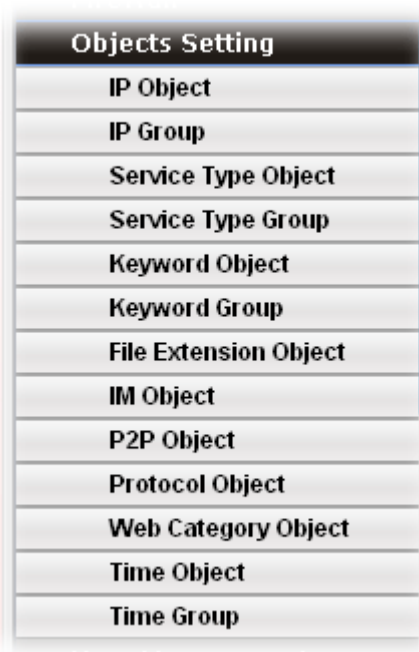 Objects Setting
IP Object
IP Group
Service Type Object
Service Type Group
Keyword Object
Keyword Group
File Extension Object
IM Object
P2P Object
Protocol Object
Web Category Object
Time Object
Time Group